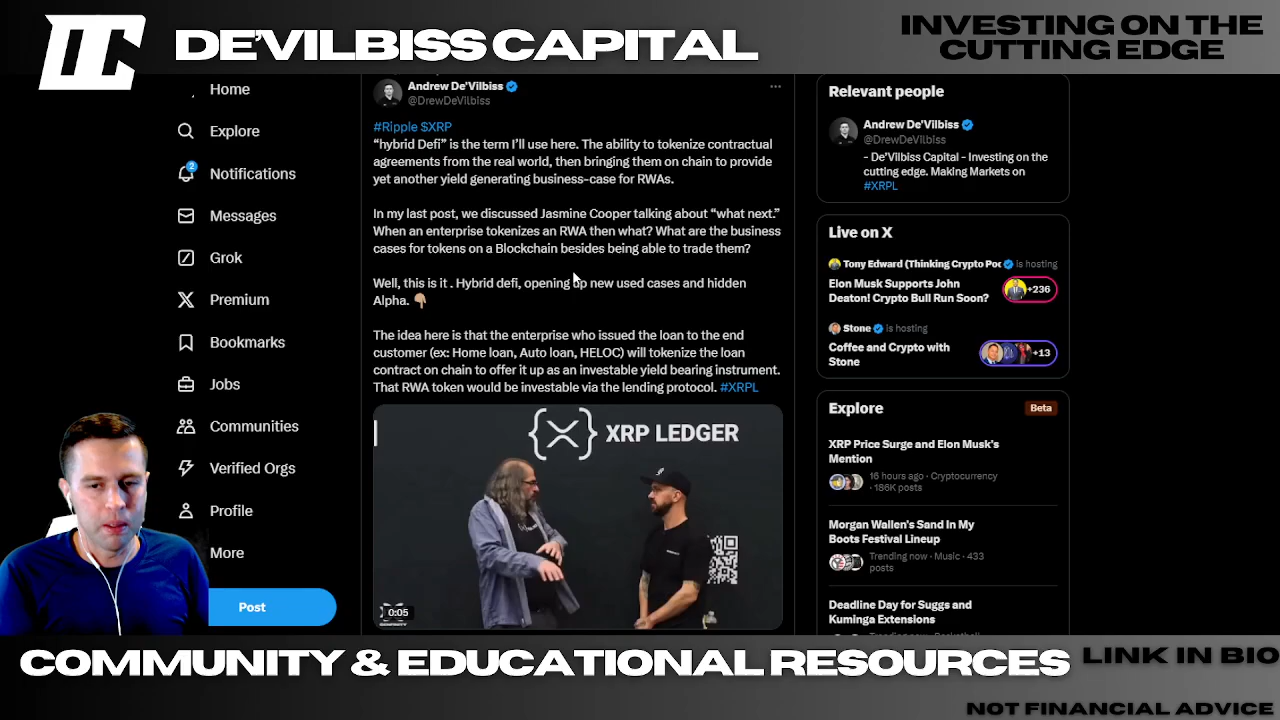 DE'VILBISS CAPITAL
INVESTING ON THE
CUTTING EDGE
Home
Explore
2
Notifications
Messages
Grok
Premium
Bookmarks
Jobs
Communities
Verified Orgs
Profile
More
Post
Andrew De'Vilbiss
@DrewDeVilbiss
#Ripple $XRP
“hybrid Defi” is the term I’ll use here. The ability to tokenize contractual
agreements from the real world, then bringing them on chain to provide
yet another yield generating business-case for RWAs.
In my last post, we discussed Jasmine Cooper talking about “what next.”
When an enterprise tokenizes an RWA then what? What are the business
cases for tokens on a Blockchain besides being able to trade them?
Well, this is it . Hybrid defi, opening up new used cases and hidden
Alpha. 👇🏼
The idea here is that the enterprise who issued the loan to the end
customer (ex: Home loan, Auto loan, HELOC) will tokenize the loan
contract on chain to offer it up as an investable yield bearing instrument.
That RWA token would be investable via the lending protocol. #XRPL
XRP LEDGER
0:05
Relevant people
Andrew De'Vilbiss
@DrewDeVilbiss
- De'Vilbiss Capital - Investing on the
cutting edge. Making Markets on
#XRPL
Live on X
Tony Edward (Thinking Crypto Poc is hosting
Elon Musk Supports John
Deaton! Crypto Bull Run Soon?
+236
Stone is hosting
Coffee and Crypto with
Stone
+13
Explore
Beta
XRP Price Surge and Elon Musk's
Mention
16 hours ago · Cryptocurrency
· 186K posts
Morgan Wallen's Sand In My
Boots Festival Lineup
Trending now · Music · 433
posts
Deadline Day for Suggs and
Kuminga Extensions
COMMUNITY & EDUCATIONAL RESOURCES
LINK IN BIO
NOT FINANCIAL ADVICE